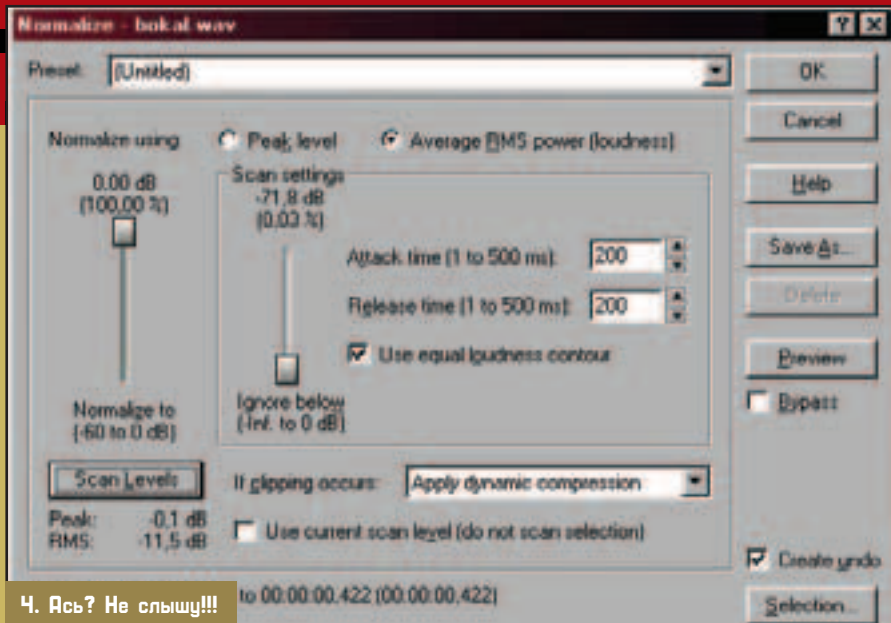 Normalize - bokal.wav
Preset: (Untitled)
OK
Cancel
Help
Save As...
Delete
Preview
Bypass
Create undo
Selection...
Normalize using
Peak level
Average RMS power (loudness)
0.00 dB
(100,00 %)
Normalize to
(-60 to 0 dB)
Scan settings
-71,8 dB
(0,03 %)
Ignore below
(-Inf. to 0 dB)
Attack time (1 to 500 ms): 200
Release time (1 to 500 ms): 200
Use equal loudness contour
Scan Levels
Peak: -0,1 dB
RMS: -11,5 dB
If clipping occurs: Apply dynamic compression
Use current scan level (do not scan selection)
to 00:00:00,422 (00:00:00,422)
4. Ась? Не слышу!!!